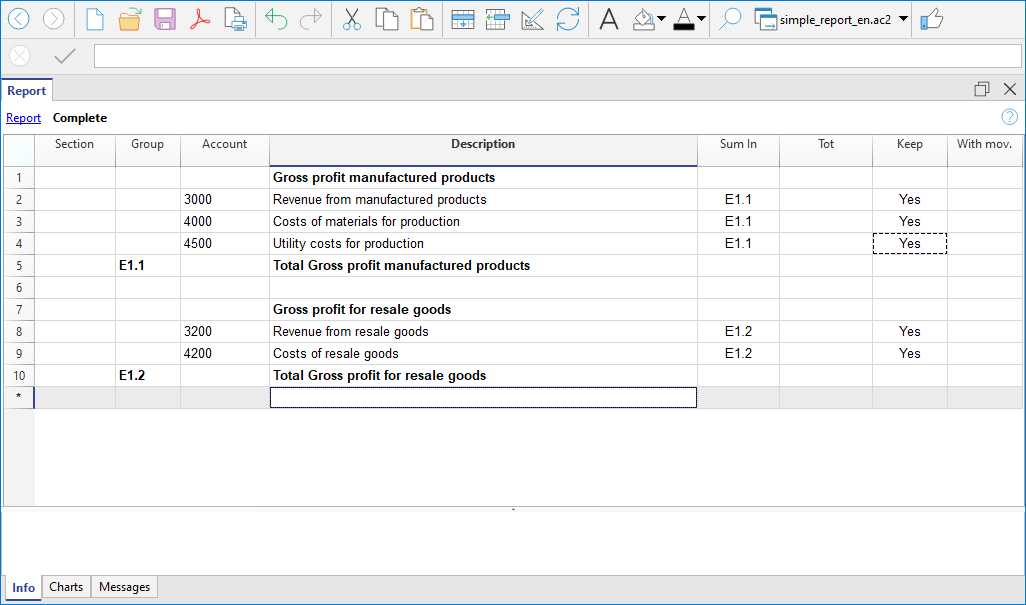 simple_report_en.ac2
Report
Report Complete
Section Group Account Description Sum In Tot Keep With mov.
1 Gross profit manufactured products
2 3000 Revenue from manufactured products E1.1 Yes
3 4000 Costs of materials for production E1.1 Yes
4 4500 Utility costs for production E1.1 Yes
5 E1.1 Total Gross profit manufactured products
6
7 Gross profit for resale goods
8 3200 Revenue from resale goods E1.2 Yes
9 4200 Costs of resale goods E1.2 Yes
10 E1.2 Total Gross profit for resale goods
*
Info Charts Messages